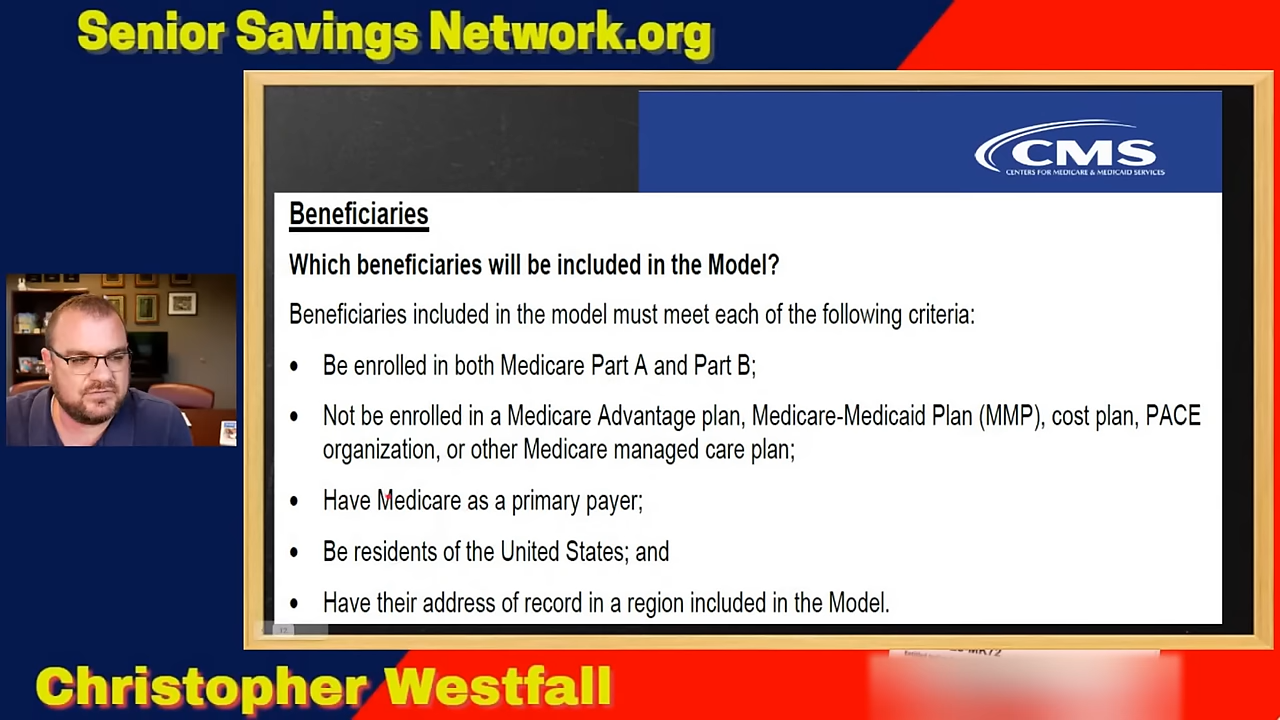 Senior Savings Network.org
CMS
CENTERS FOR MEDICARE & MEDICAID SERVICES
Beneficiaries
Which beneficiaries will be included in the Model?
Beneficiaries included in the model must meet each of the following criteria:
• Be enrolled in both Medicare Part A and Part B;
• Not be enrolled in a Medicare Advantage plan, Medicare-Medicaid Plan (MMP), cost plan, PACE
organization, or other Medicare managed care plan;
• Have Medicare as a primary payer;
• Be residents of the United States; and
• Have their address of record in a region included in the Model.
Christopher Westfall